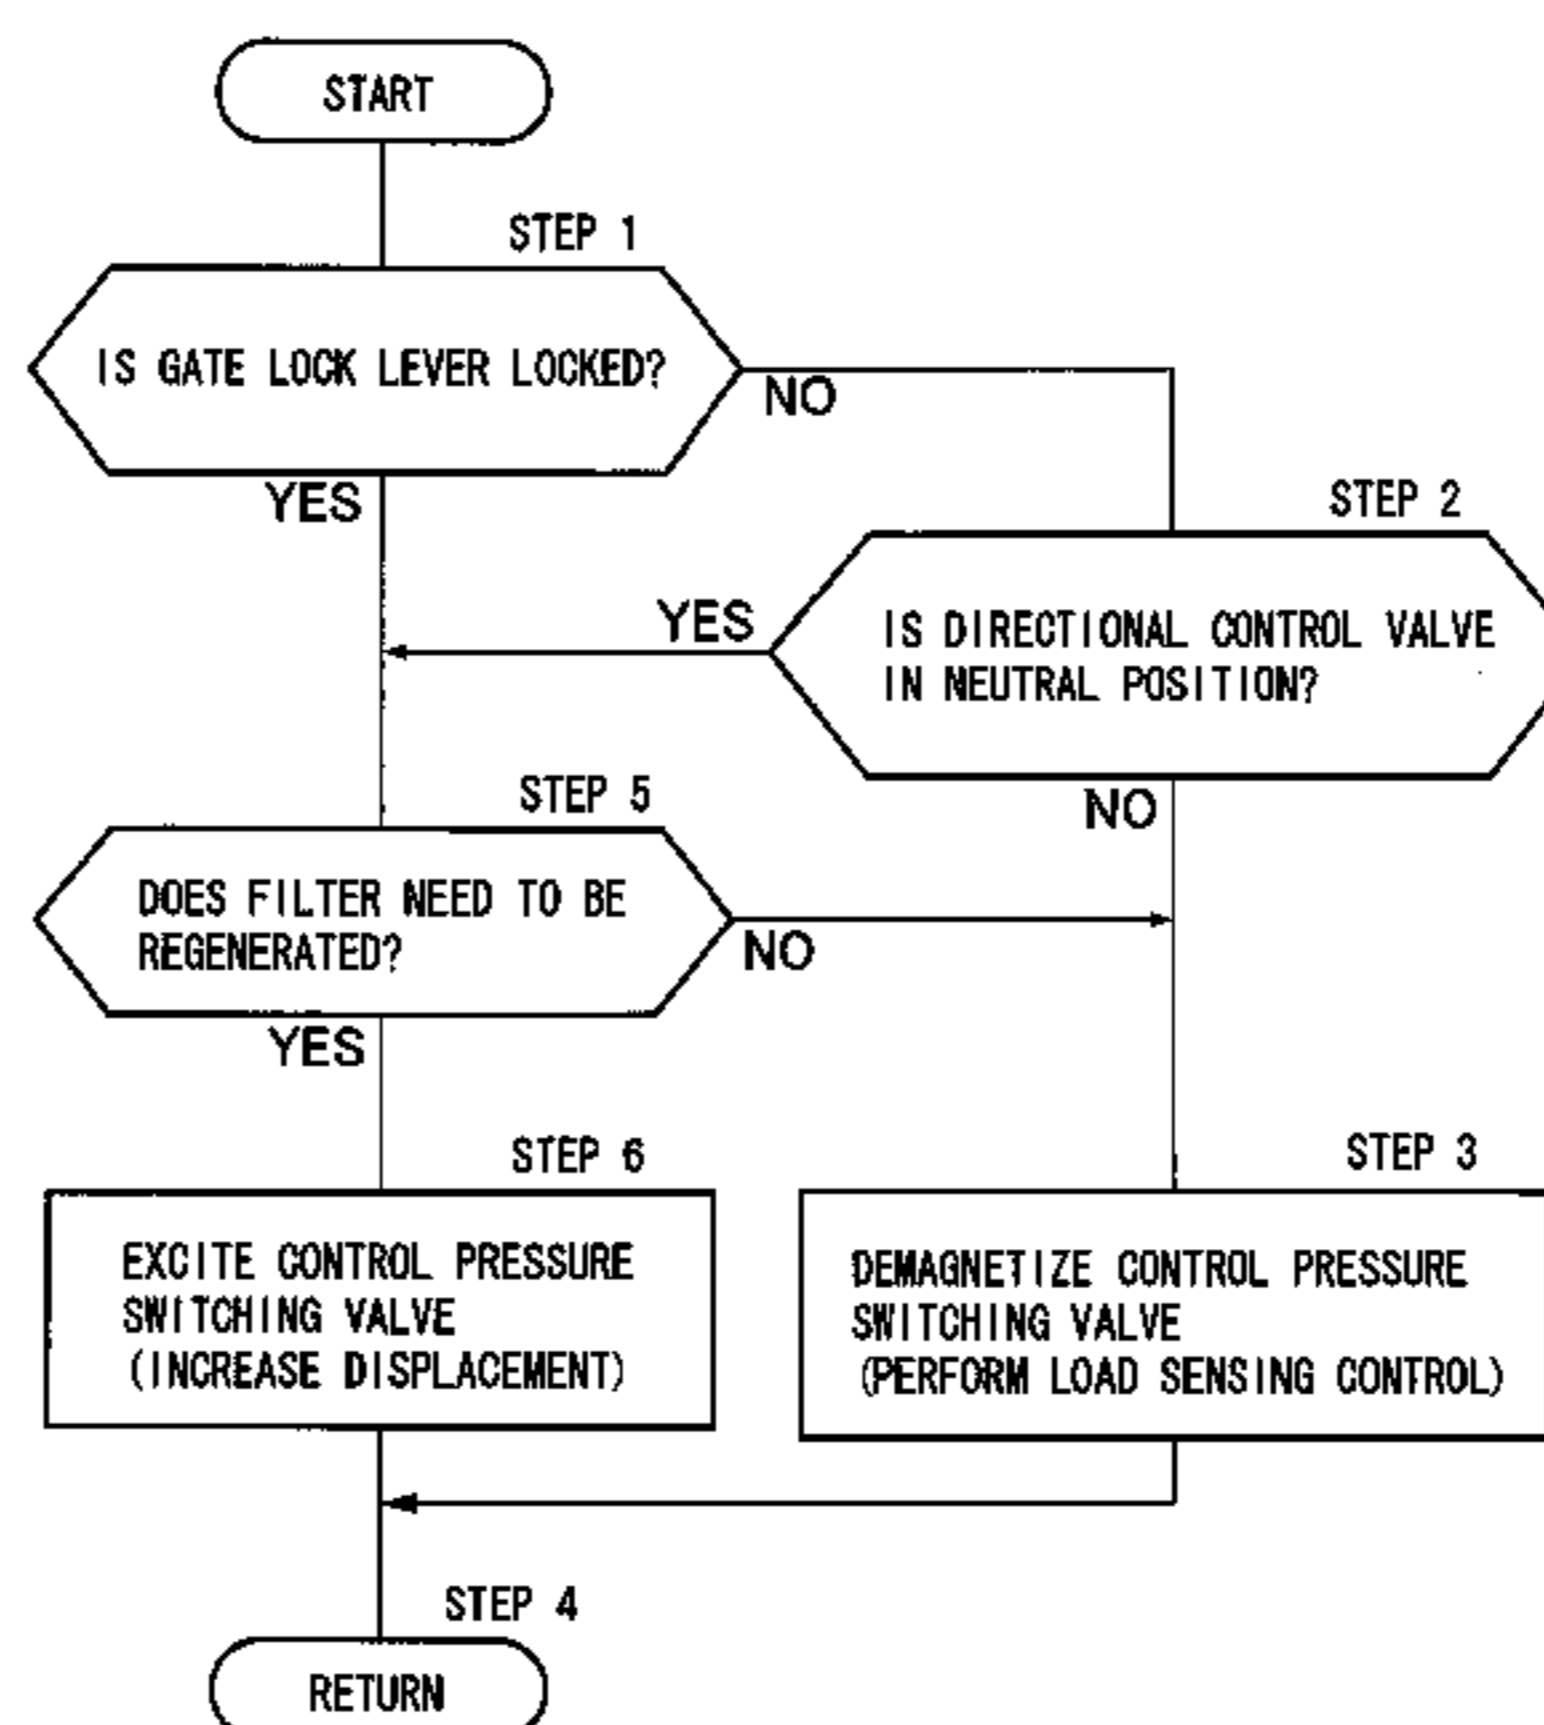 START
STEP 1
IS GATE LOCK LEVER LOCKED?
NO
YES
STEP 2
YES
IS DIRECTIONAL CONTROL VALVE
IN NEUTRAL POSITION?
NO
STEP 5
DOES FILTER NEED TO BE
REGENERATED?
NO
YES
STEP 6
EXCITE CONTROL PRESSURE
SWITCHING VALVE
(INCREASE DISPLACEMENT)
STEP 3
DEMAGNETIZE CONTROL PRESSURE
SWITCHING VALVE
(PERFORM LOAD SENSING CONTROL)
STEP 4
RETURN